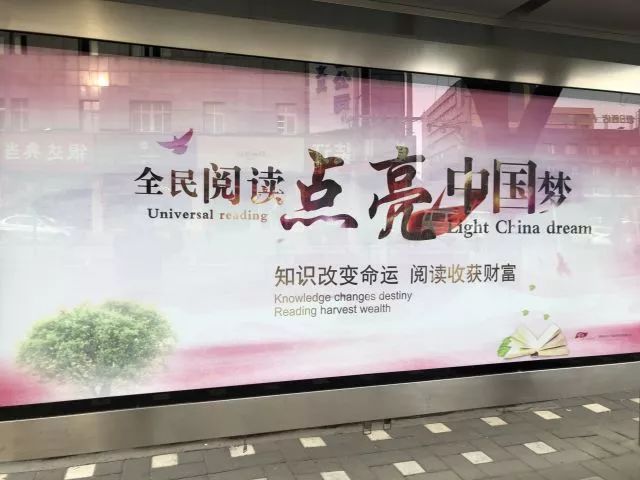 全民阅读 点亮 中国梦
Universal reading
Light China dream
知识改变命运 阅读收获财富
Knowledge changes destiny
Reading harvest wealth